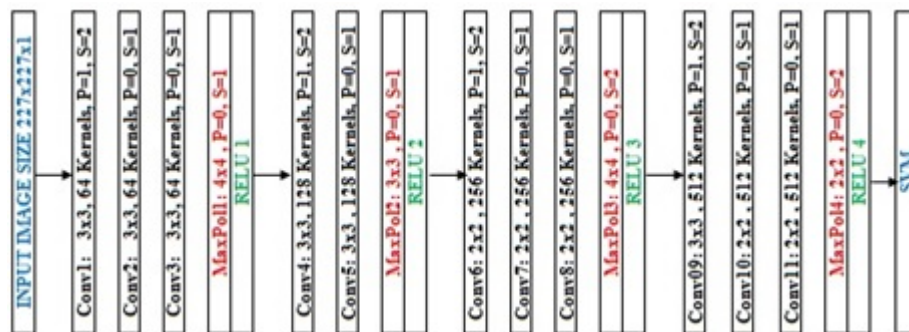 INPUT IMAGE SIZE 227x227x1
Conv1: 3x3, 64 Kernels, P=1, S=2
Conv2: 3x3, 64 Kernels, P=0, S=1
Conv3: 3x3, 64 Kernels, P=0, S=1
MaxPol1: 4x4, P=0, S=1
RELU 1
Conv4: 3x3, 128 Kernels, P=1, S=2
Conv5: 3x3, 128 Kernels, P=0, S=1
MaxPol2: 3x3, P=0, S=1
RELU 2
Conv6: 2x2, 256 Kernels, P=1, S=2
Conv7: 2x2, 256 Kernels, P=0, S=1
Conv8: 2x2, 256 Kernels, P=0, S=1
MaxPol3: 4x4, P=0, S=2
RELU 3
Conv09: 3x3, 512 Kernels, P=1, S=2
Conv10: 2x2, 512 Kernels, P=0, S=1
Conv11: 2x2, 512 Kernels, P=0, S=1
MaxPol4: 2x2, P=0, S=2
RELU 4
SVM